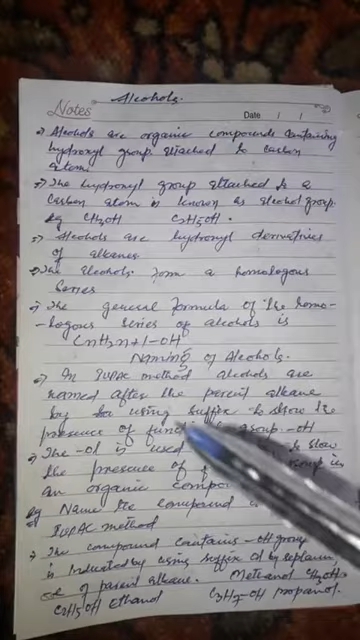 Alcohols.
Notes Date / /
Alcohols are organic compounds containing
hydroxyl group attached to carbon
atom
The hydroxyl group attached to a
carbon atom is known as alcohol group.
eg CH3OH C2H5OH.
Alcohols are hydroxyl derivatives
of alkanes
The alcohols form a homologous
series
The general formula of the homo-
-logous series of alcohols is
CnH2n+1-OH
Naming of Alcohols.
In IUPAC method alcohols are
named after the parent alkane
by using suffix to show the
presence of group -OH
The -ol is used to show
the presence of group in
an organic
eg Name the compound
IUPAC method
The compound contains -OH group
is indicated by using suffix ol by
of parent alkane. Methanol CH3OH
C2H5OH Ethanol C3H7-OH propanol.